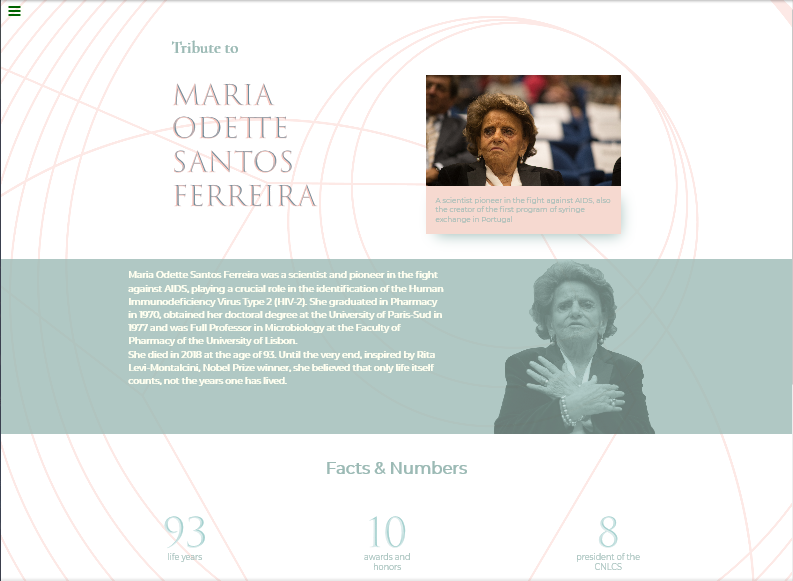 Tribute to
MARIA
ODETTE
SANTOS
FERREIRA
A scientist pioneer in the fight against AIDS, also
the creator of the first program of syringe
exchange in Portugal
Maria Odette Santos Ferreira was a scientist and pioneer in the fight
against AIDS, playing a crucial role in the identification of the Human
Immunodeficiency Virus Type 2 (HIV-2). She graduated in Pharmacy
in 1970, obtained her doctoral degree at the University of Paris-Sud in
1977 and was Full Professor in Microbiology at the Faculty of
Pharmacy of the University of Lisbon.
She died in 2018 at the age of 93. Until the very end, inspired by Rita
Levi-Montalcini, Nobel Prize winner, she believed that only life itself
counts, not the years one has lived.
Facts & Numbers
93
life years
10
awards and
honors
8
president of the
CNLCS